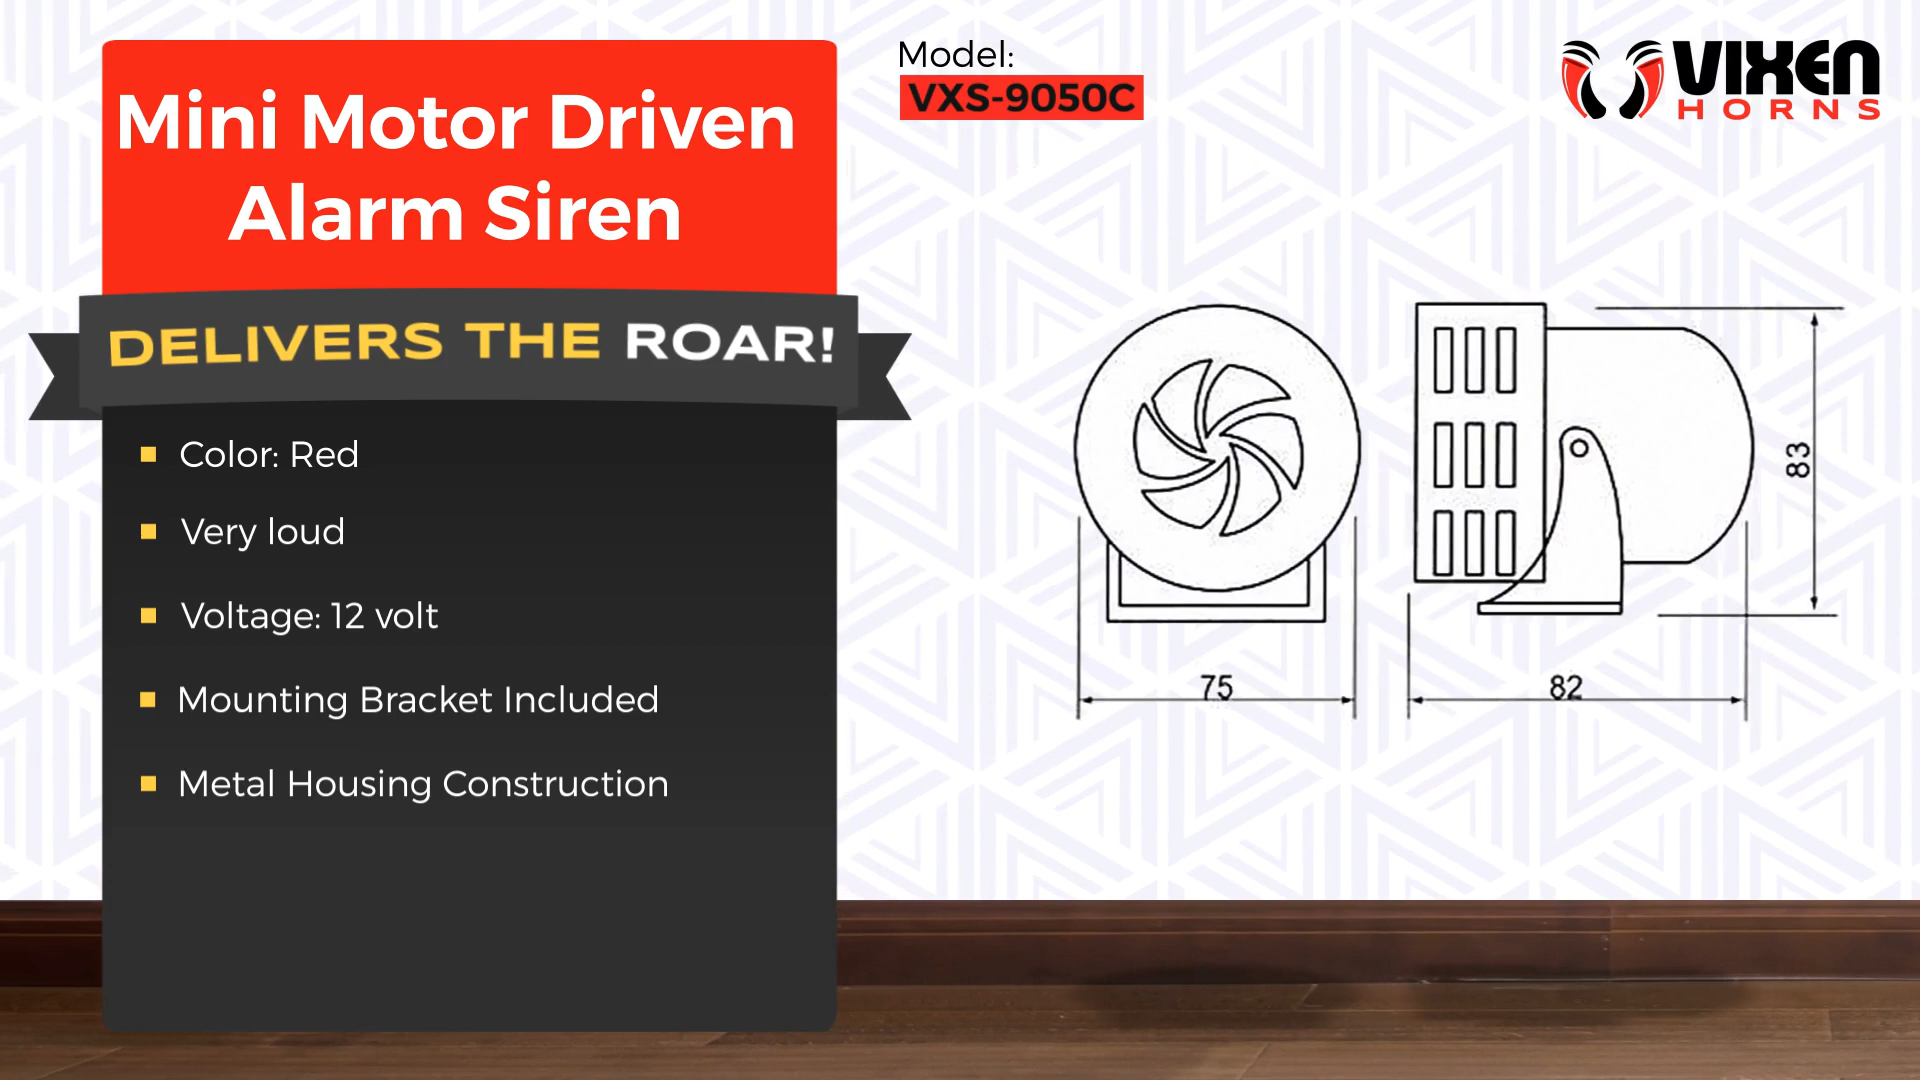 Mini Motor Driven
Alarm Siren
DELIVERS THE ROAR!
Color: Red
Very loud
Voltage: 12 volt
Mounting Bracket Included
Metal Housing Construction
Model:
VXS-9050C
VIXEN
HORNS
83
75
82